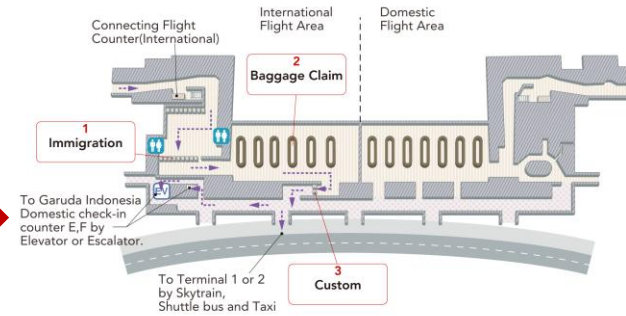 International
Flight Area
Domestic
Flight Area
Connecting Flight
Counter(International)
2
Baggage Claim
1
Immigration
EV
To Garuda Indonesia
Domestic check-in
counter E,F by
Elevator or Escalator.
3
Custom
To Terminal 1 or 2
by Skytrain,
Shuttle bus and Taxi